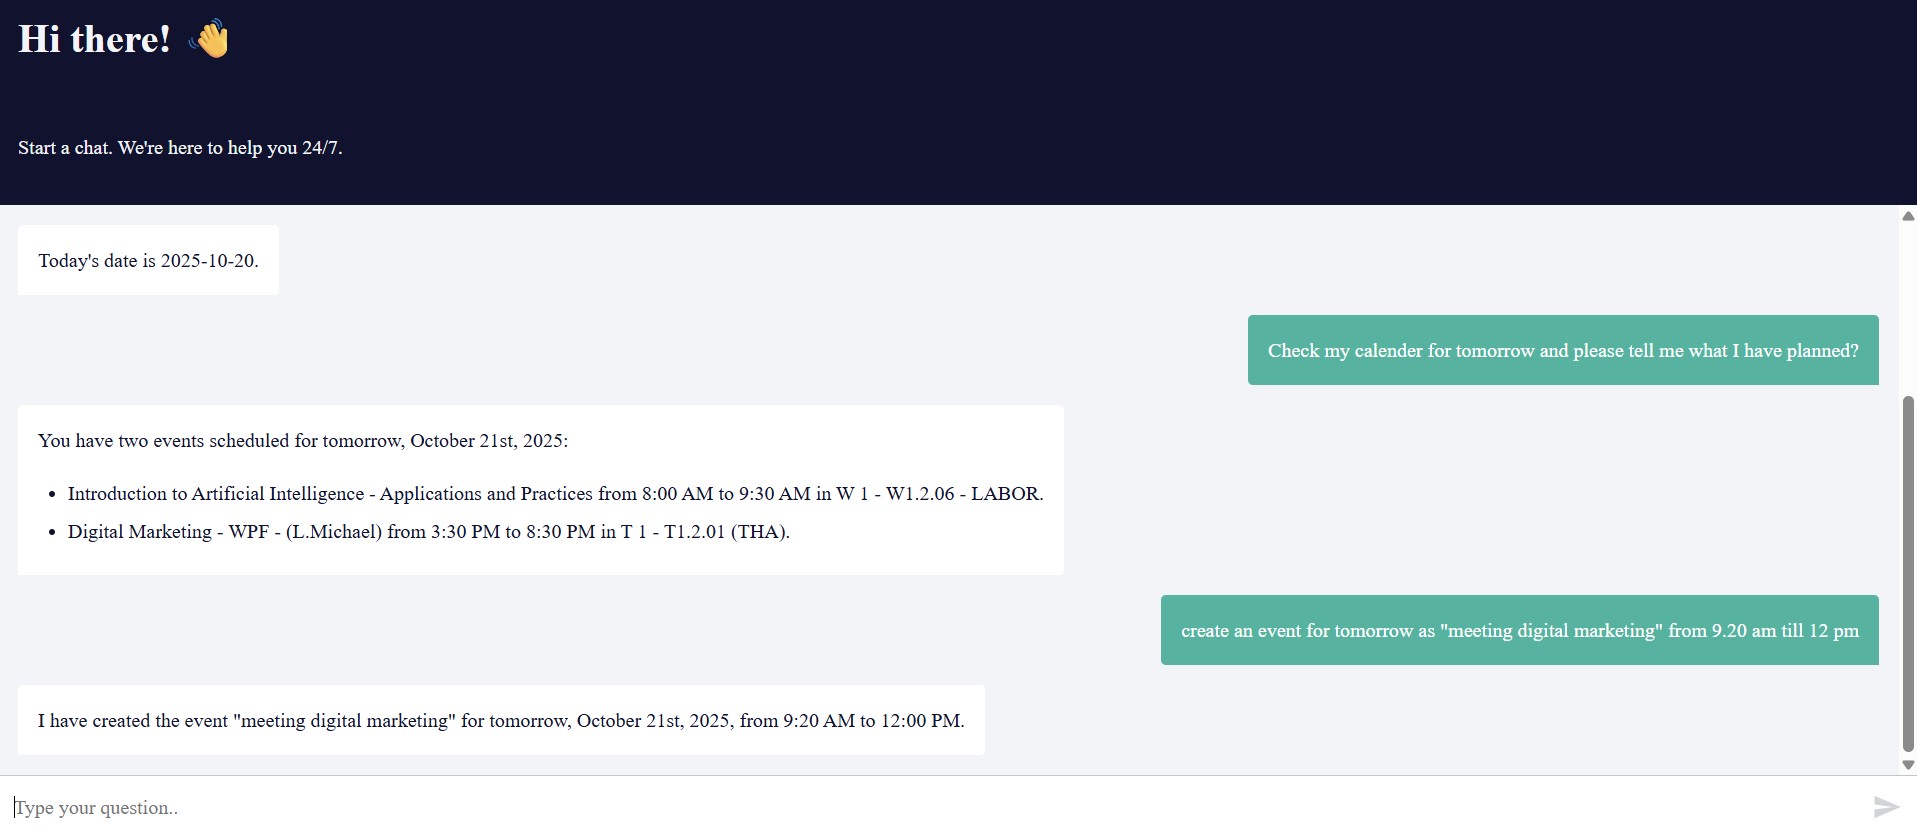 Hi there! 👋
Start a chat. We're here to help you 24/7.
Today's date is 2025-10-20.
Check my calender for tomorrow and please tell me what I have planned?
You have two events scheduled for tomorrow, October 21st, 2025:
• Introduction to Artificial Intelligence - Applications and Practices from 8:00 AM to 9:30 AM in W 1 - W1.2.06 - LABOR.
• Digital Marketing - WPF - (L.Michael) from 3:30 PM to 8:30 PM in T 1 - T1.2.01 (THA).
create an event for tomorrow as "meeting digital marketing" from 9.20 am till 12 pm
I have created the event "meeting digital marketing" for tomorrow, October 21st, 2025, from 9:20 AM to 12:00 PM.
Type your question..